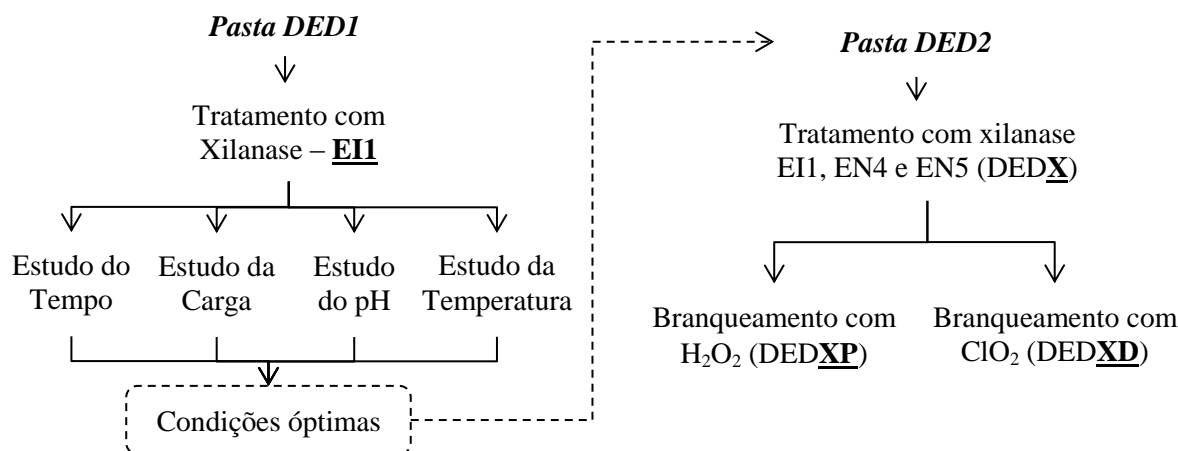 Pasta DED1
Tratamento com
Xilanase – EI1
Estudo do
Tempo
Estudo da
Carga
Estudo
do pH
Estudo da
Temperatura
Condições óptimas
Pasta DED2
Tratamento com xilanase
EI1, EN4 e EN5 (DEDX)
Branqueamento com
H₂O₂ (DEDXP)
Branqueamento com
ClO₂ (DEDXD)